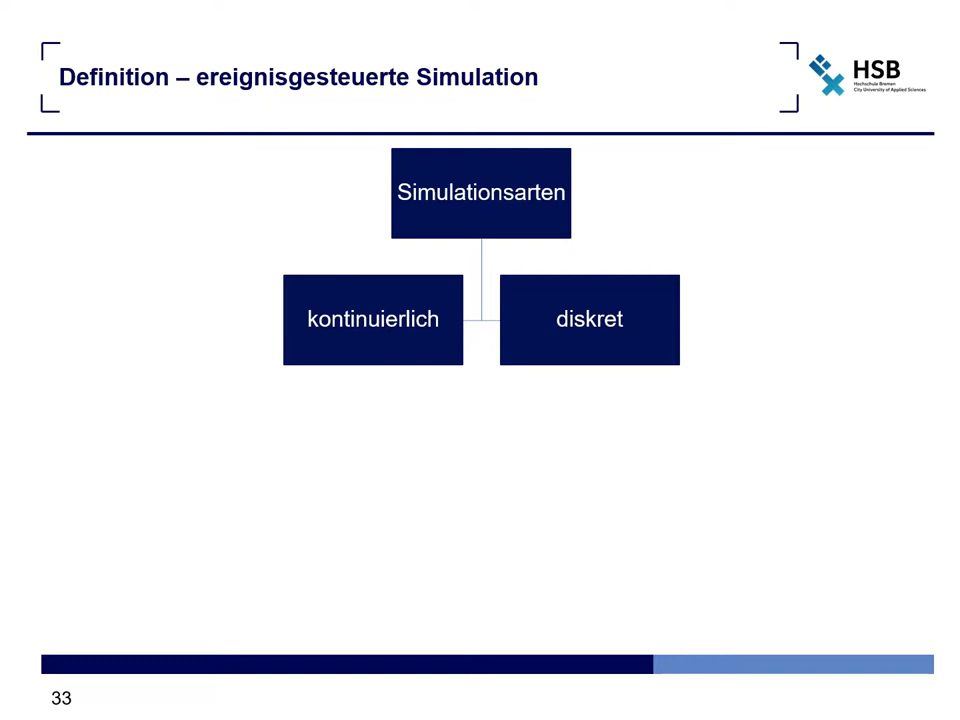 Definition – ereignisgesteuerte Simulation
HSB
Hochschule Bremen
City University of Applied Sciences
Simulationsarten
kontinuierlich
diskret
33